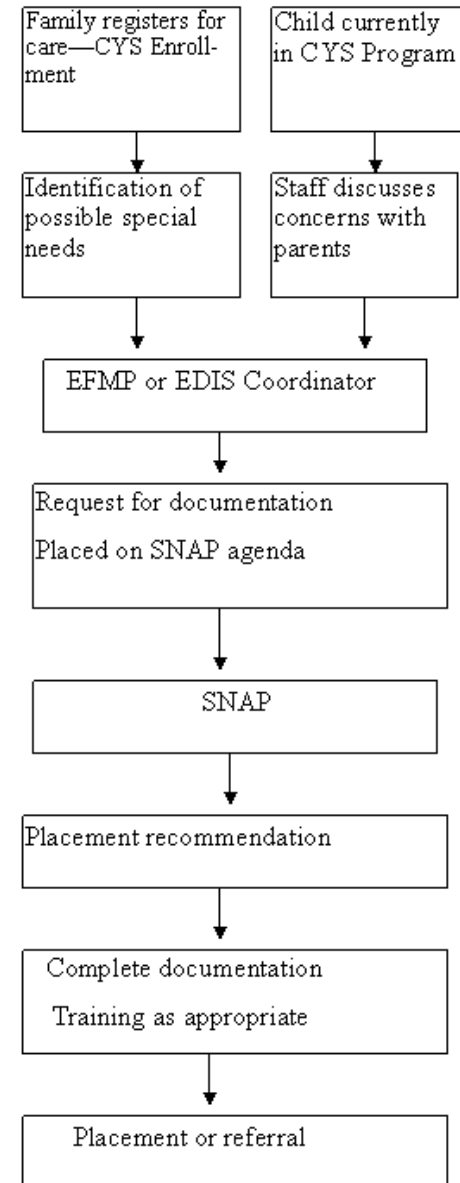 Family registers for
care—CYS Enroll-
ment
Child currently
in CYS Program
Identification of
possible special
needs
Staff discusses
concerns with
parents
EFMP or EDIS Coordinator
Request for documentation
Placed on SNAP agenda
SNAP
Placement recommendation
Complete documentation
Training as appropriate
Placement or referral